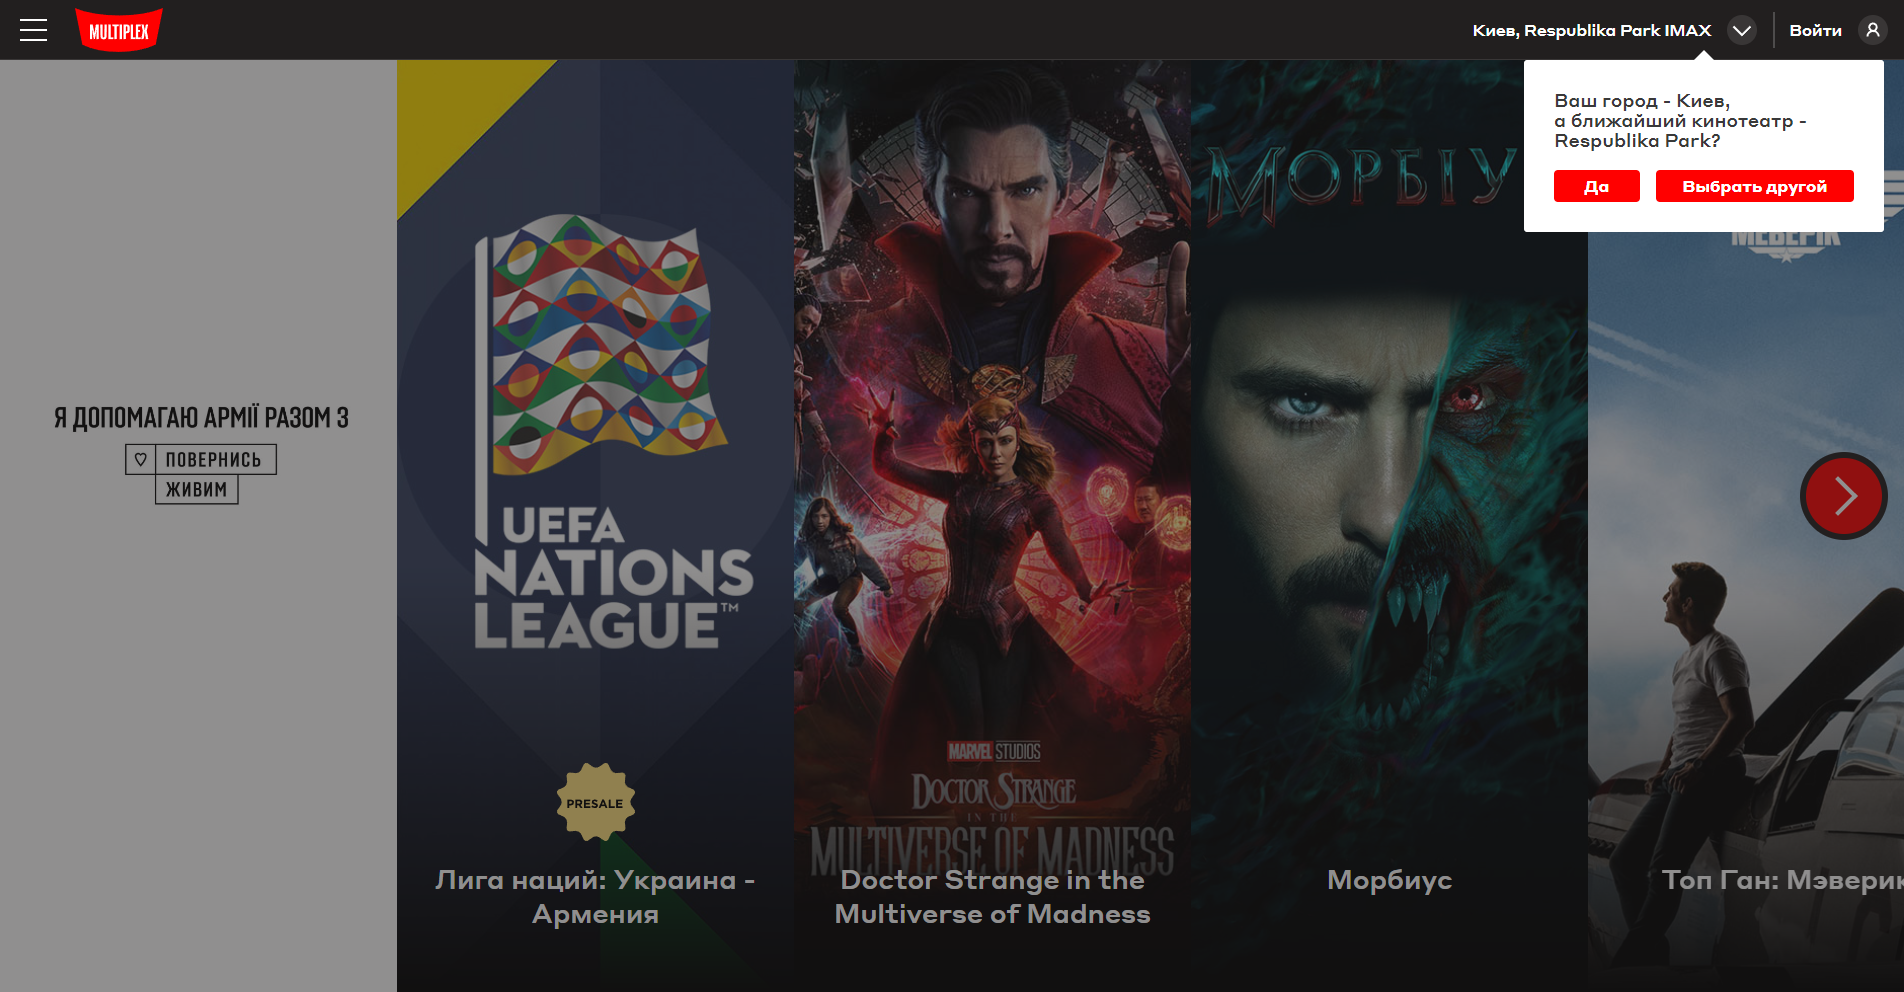 MULTIPLEX
Киев, Respublika Park IMAX
Войти
Ваш город - Киев,
а ближайший кинотеатр -
Respublika Park?
Да
Выбрать другой
Я ДОПОМАГАЮ АРМІЇ РАЗОМ З
ПОВЕРНИСЬ
ЖИВИМ
UEFA
NATIONS
LEAGUE™
PRESALE
Лига наций: Украина -
Армения
MARVEL STUDIOS
DOCTOR STRANGE
IN THE
MULTIVERSE OF MADNESS
Doctor Strange in the
Multiverse of Madness
МОРБІУ
Морбиус
МЕВЕРІК
Топ Ган: Мэверик